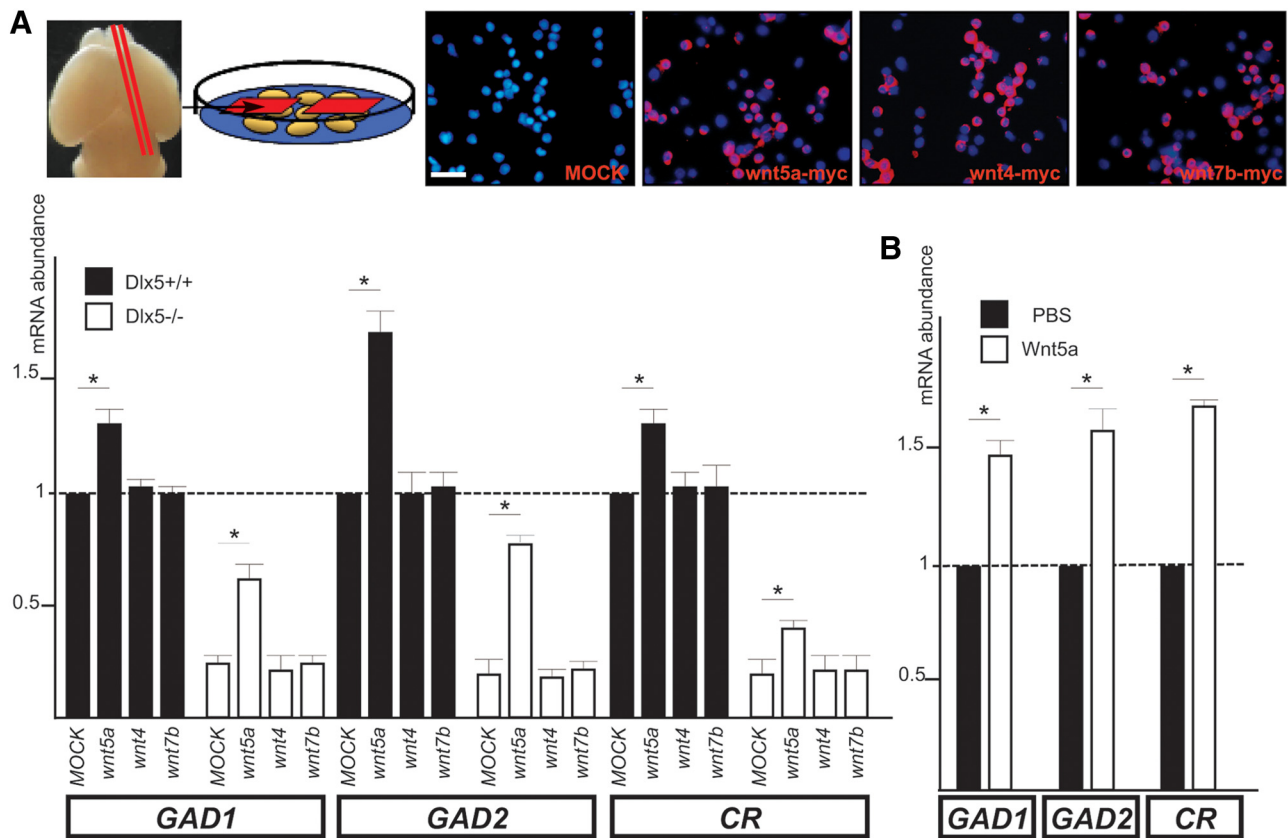 A
MOCK
wnt5a-myc
wnt4-myc
wnt7b-myc
mRNA abundance
Dlx5+/+
Dlx5-/-
1.5
1
0.5
*
*
*
*
*
*
MOCK
wnt5a
wnt4
wnt7b
MOCK
wnt5a
wnt4
wnt7b
MOCK
wnt5a
wnt4
wnt7b
MOCK
wnt5a
wnt4
wnt7b
MOCK
wnt5a
wnt4
wnt7b
MOCK
wnt5a
wnt4
wnt7b
GAD1
GAD2
CR
B
mRNA abundance
PBS
Wnt5a
1.5
1
0.5
*
*
*
GAD1
GAD2
CR